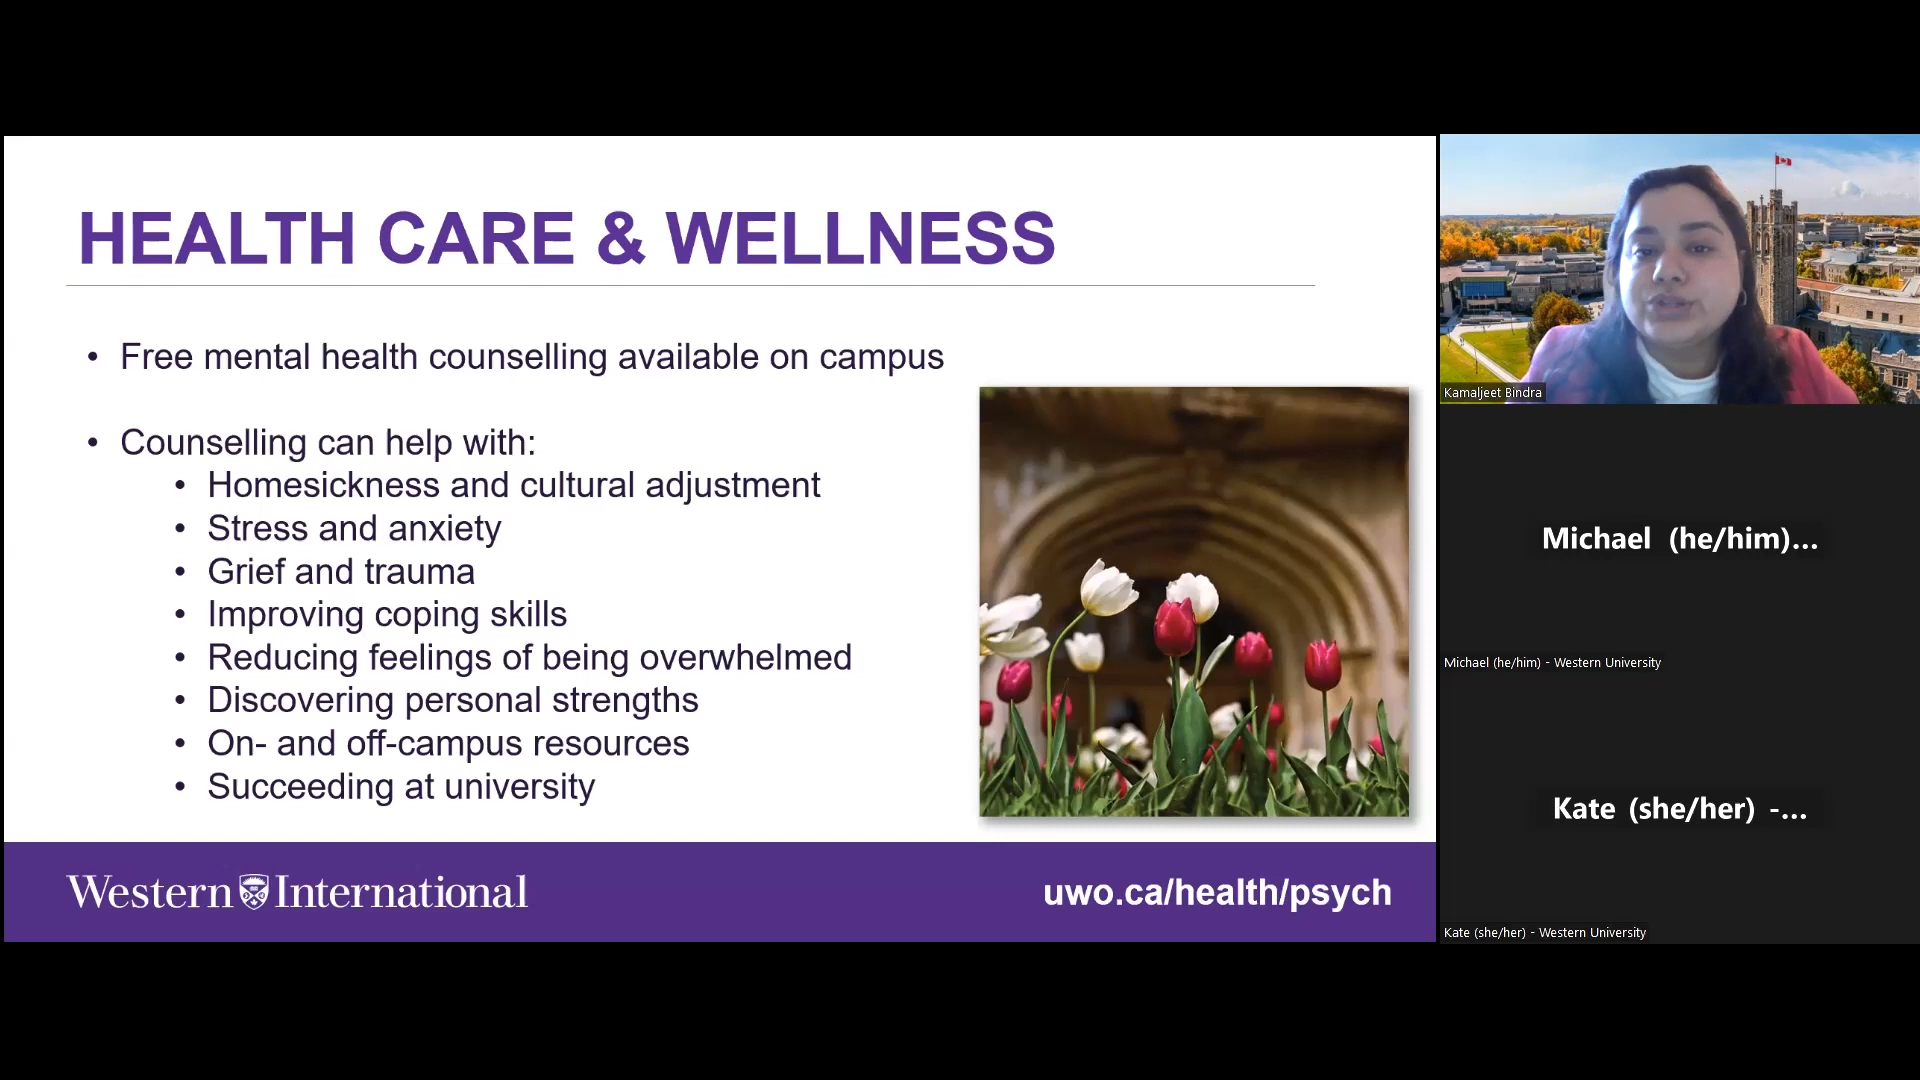 HEALTH CARE & WELLNESS
• Free mental health counselling available on campus
• Counselling can help with:
• Homesickness and cultural adjustment
• Stress and anxiety
• Grief and trauma
• Improving coping skills
• Reducing feelings of being overwhelmed
• Discovering personal strengths
• On- and off-campus resources
• Succeeding at university
Western International
uwo.ca/health/psych
Kamaljeet Bindra
Michael (he/him)...
Michael (he/him) - Western University
Kate (she/her) -...
Kate (she/her) - Western University